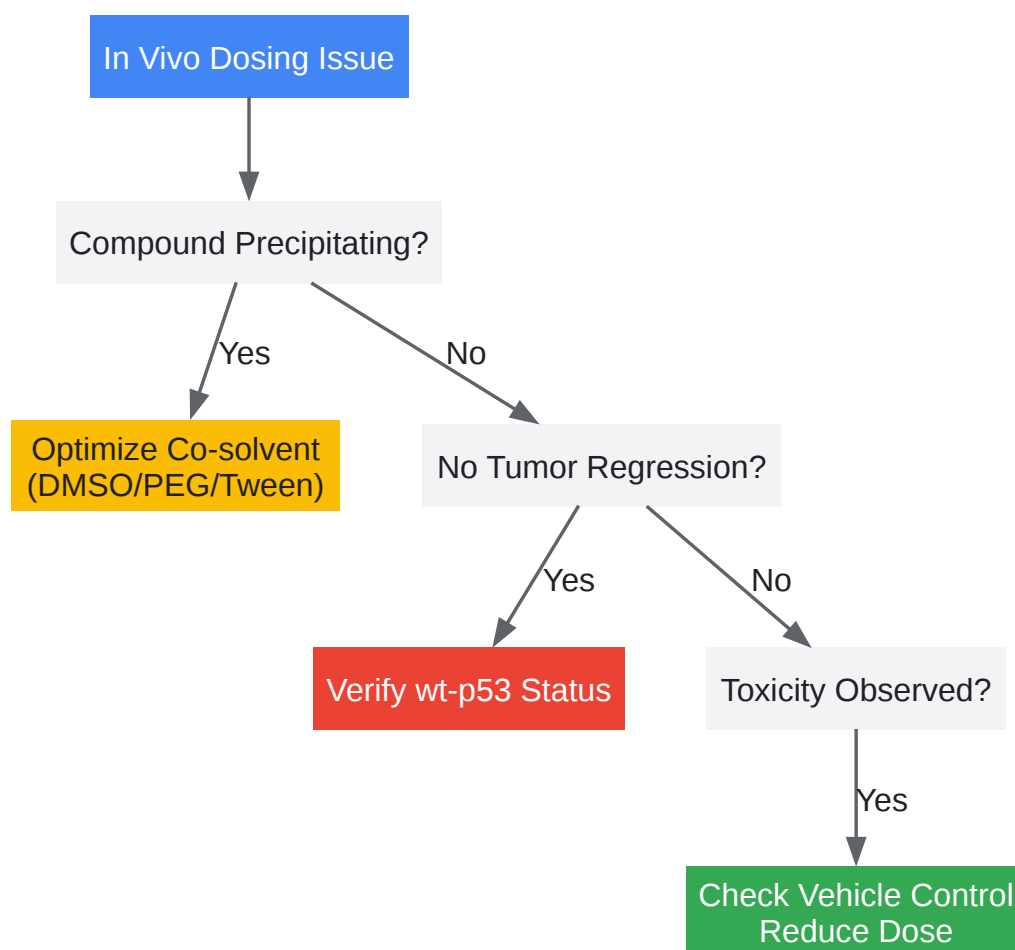 In Vivo Dosing Issue
Compound Precipitating?
Yes
No
Optimize Co-solvent
(DMSO/PEG/Tween)
No Tumor Regression?
Yes
No
Verify wt-p53 Status
Toxicity Observed?
Yes
Check Vehicle Control
Reduce Dose